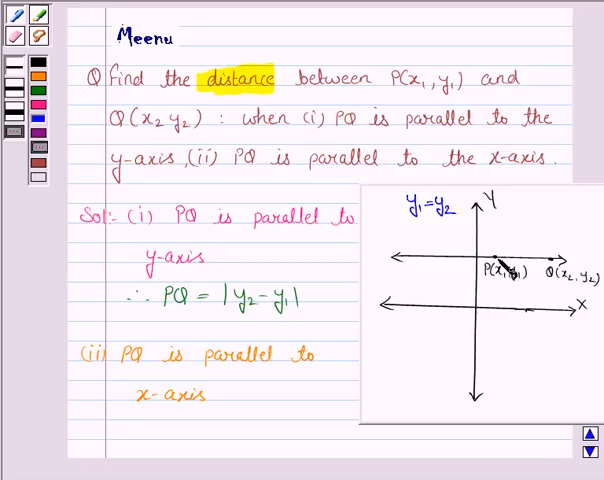 Meenu
Q Find the distance between P(x₁, y₁) and
Q(x₂ y₂) : when (i) PQ is parallel to the
y-axis, (ii) PQ is parallel to the x-axis.
Sol:- (i) PQ is parallel to
y-axis
∴ PQ = |y₂-y₁|
(ii) PQ is parallel to
x-axis
y₁=y₂
Y
P(x₁,y₁)
Q(x₂,y₂)
X